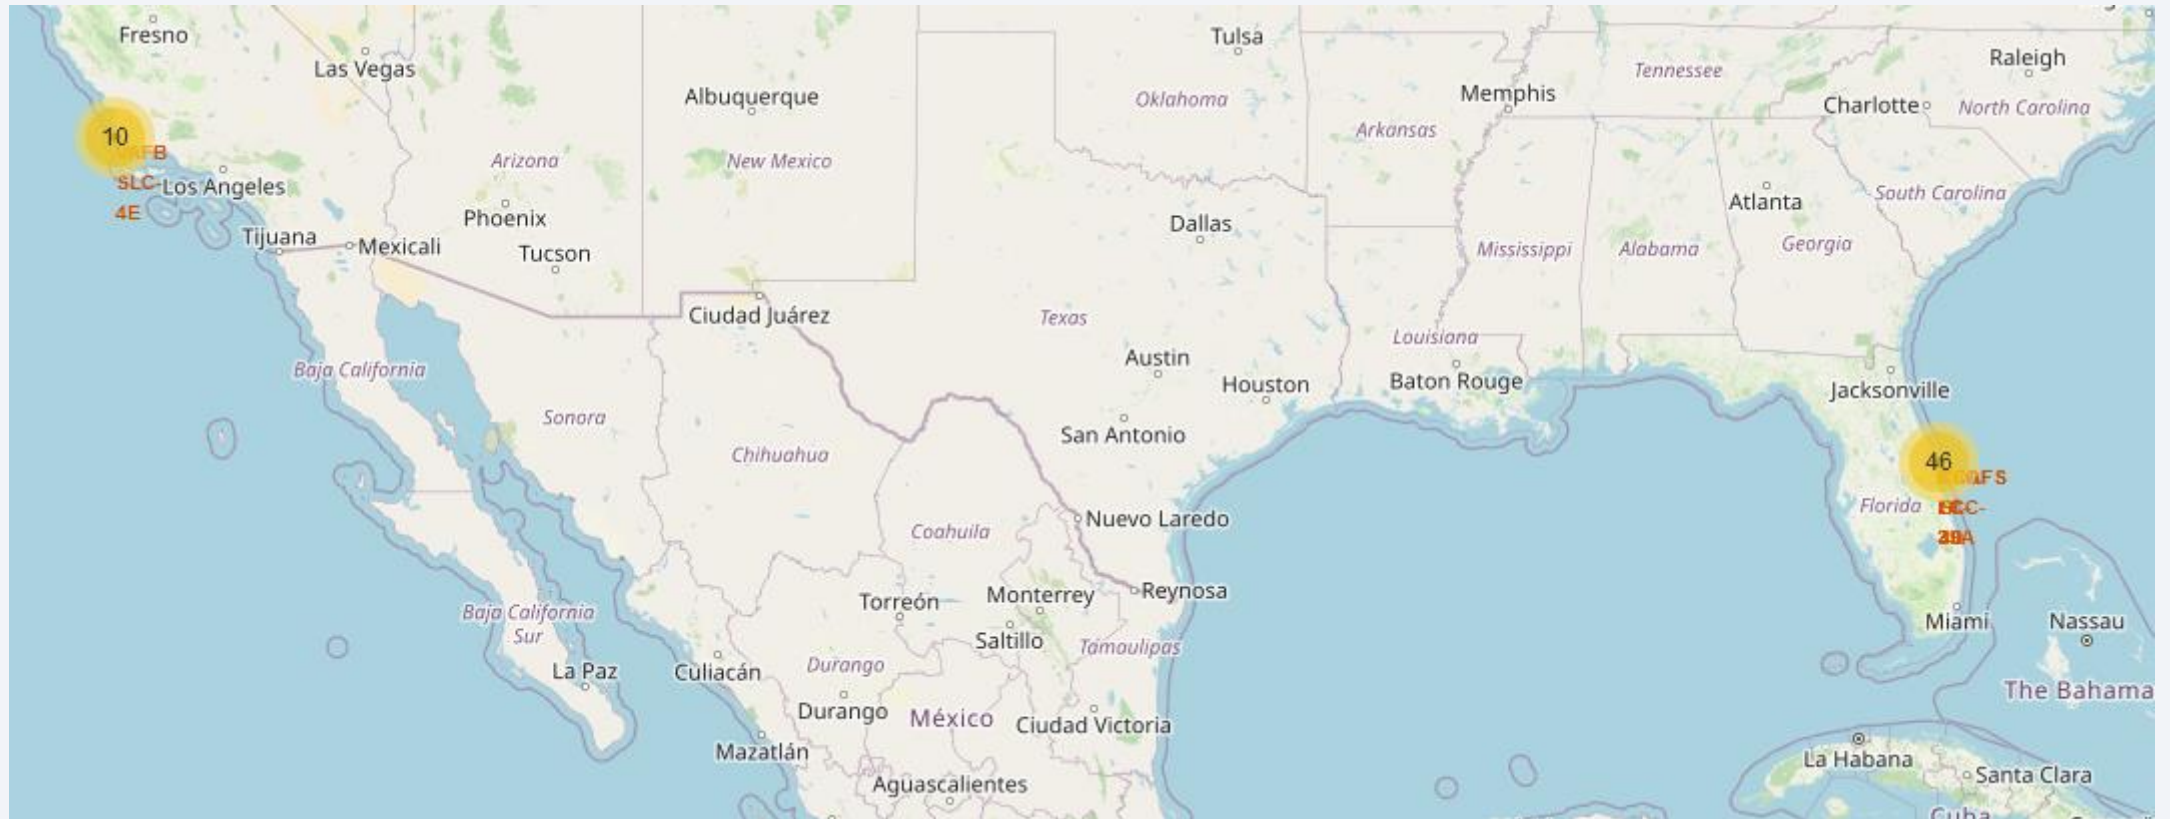 Fresno
Las Vegas
Albuquerque
Tulsa
Oklahoma
Memphis
Tennessee
Raleigh
Charlotte
North Carolina
10
Arkansas
Arizona
New Mexico
SLC-
4E
Los Angeles
Phoenix
Tucson
Tijuana
Mexicali
Dallas
Atlanta
South Carolina
Mississippi
Alabama
Georgia
Ciudad Juárez
Texas
Louisiana
Austin
Houston
Baton Rouge
Jacksonville
Baja California
Sonora
San Antonio
Chihuahua
46
Florida
Nuevo Laredo
Coahuila
Torreón
Monterrey
Reynosa
Baja California
Sur
Saltillo
Tamaulipas
Miami
Nassau
La Paz
Culiacán
Durango
The Bahama
Durango
México
Ciudad Victoria
Mazatlán
La Habana
Aguascalientes
Santa Clara
Cuba